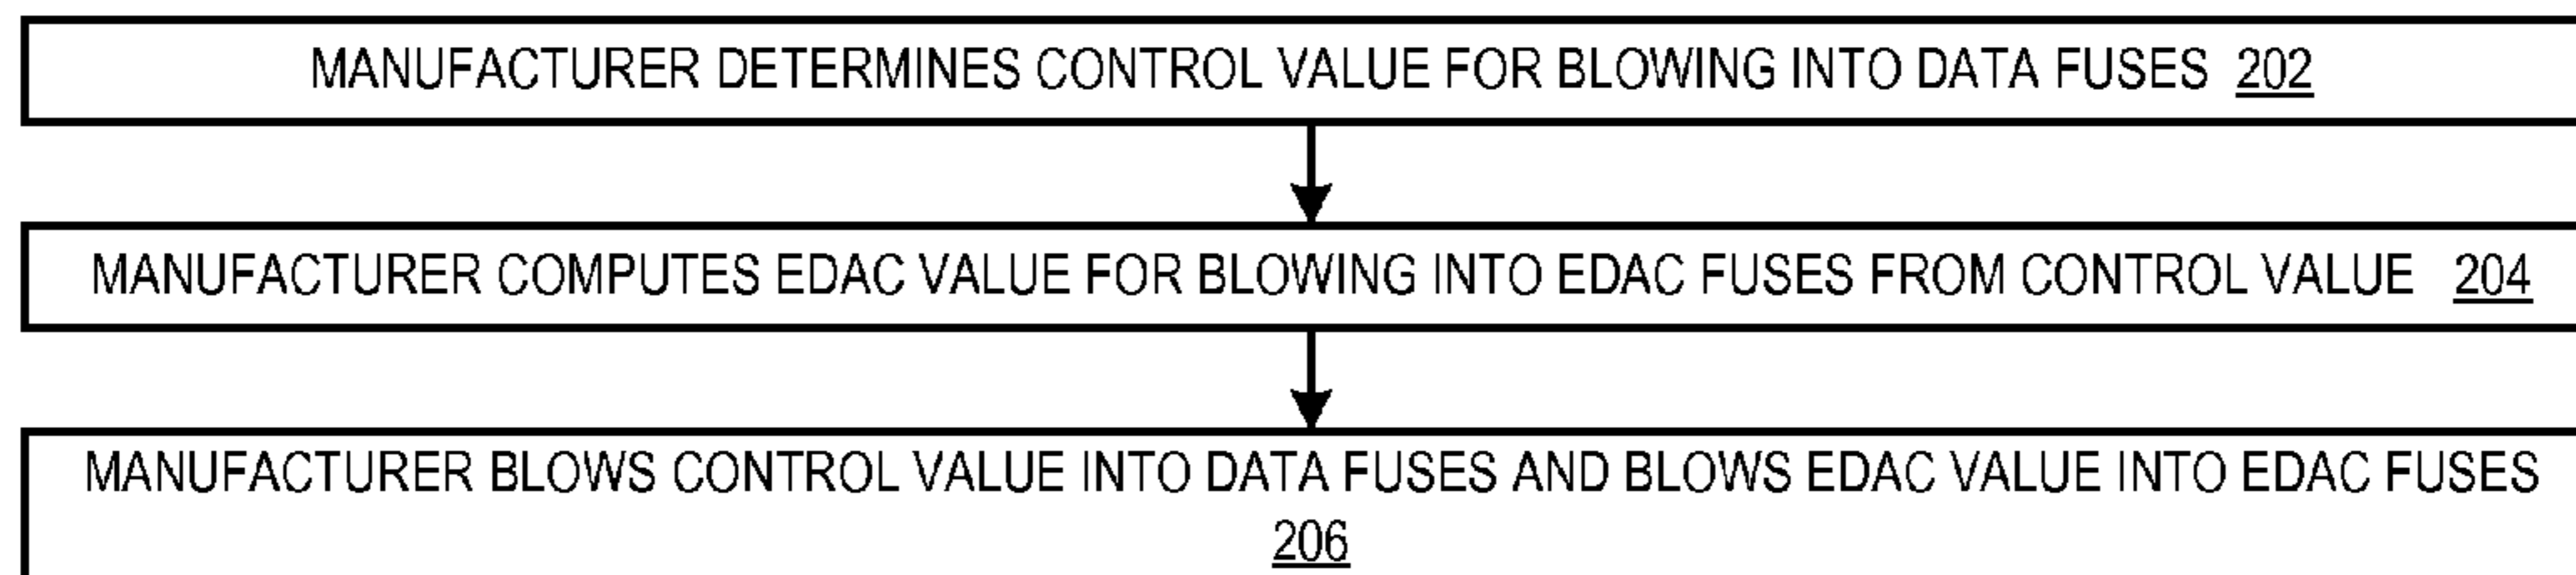 MANUFACTURER DETERMINES CONTROL VALUE FOR BLOWING INTO DATA FUSES 202
MANUFACTURER COMPUTES EDAC VALUE FOR BLOWING INTO EDAC FUSES FROM CONTROL VALUE 204
MANUFACTURER BLOWS CONTROL VALUE INTO DATA FUSES AND BLOWS EDAC VALUE INTO EDAC FUSES
206